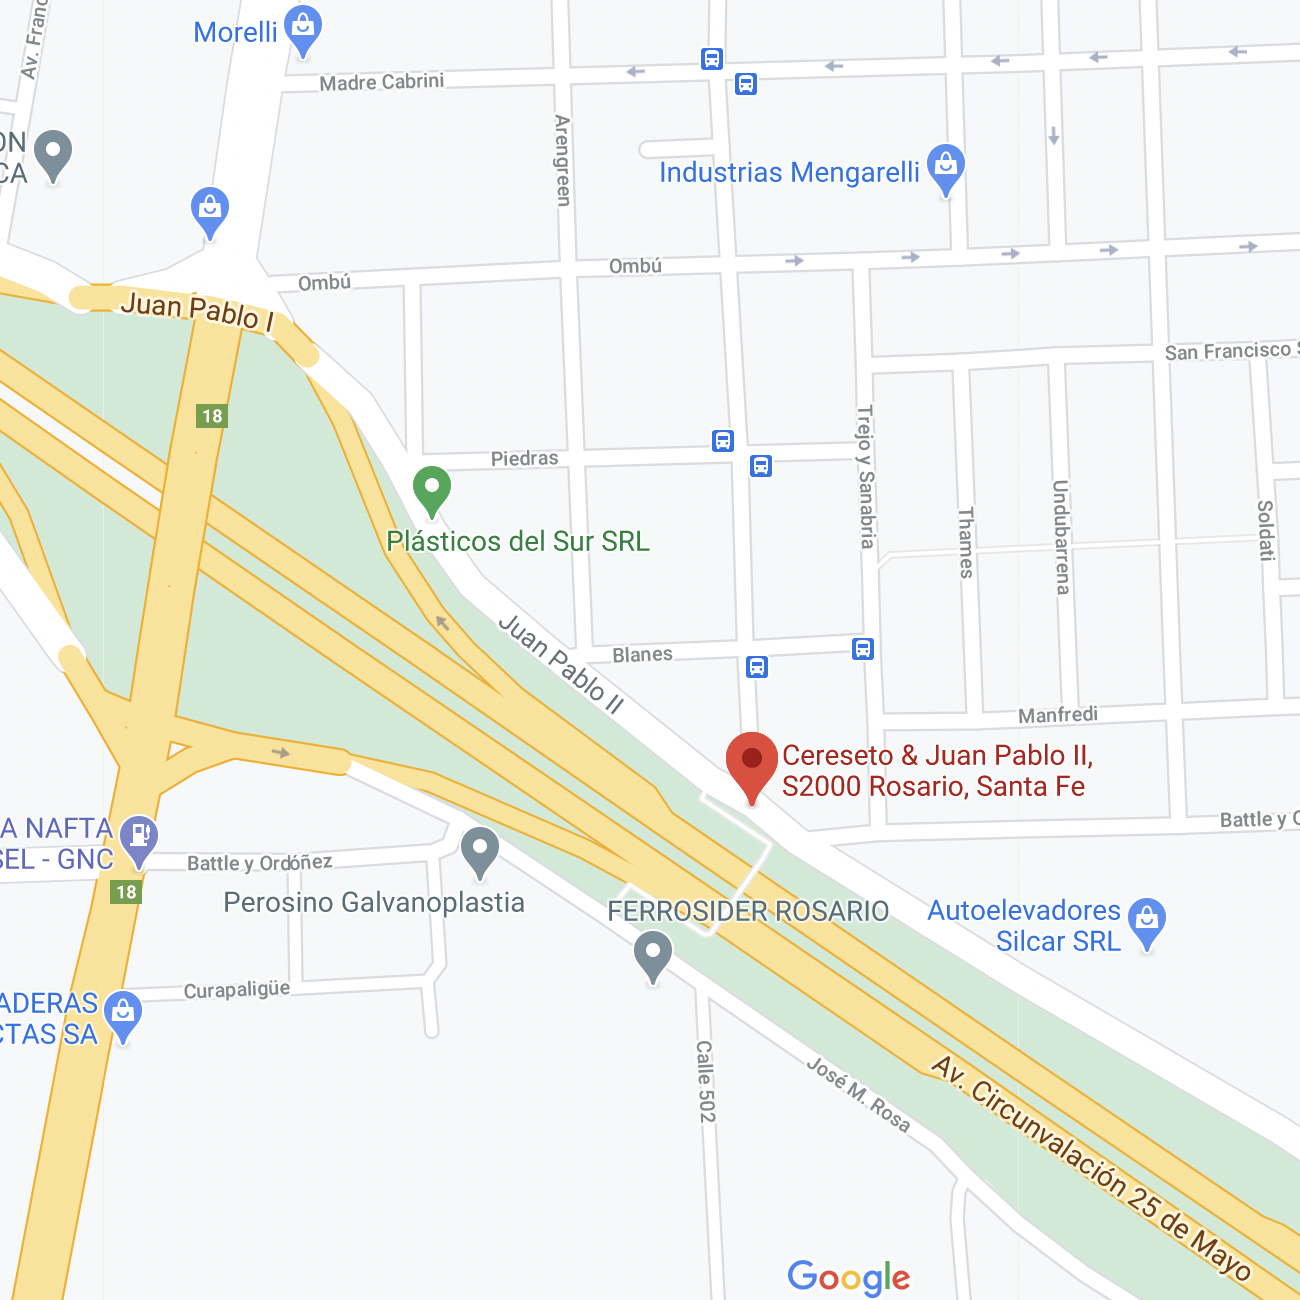 Av. Franc
Morelli
Madre Cabrini
Arengreen
ON
CA
Industrias Mengarelli
Ombú
Ombú
Juan Pablo I
San Francisco S
18
Trejo y Sanabria
Piedras
Thames
Undubarrena
Soldati
Plásticos del Sur SRL
Juan Pablo II
Blanes
Manfredi
Cereseto & Juan Pablo II,
S2000 Rosario, Santa Fe
A NAFTA
SEL - GNC
Battle y O
Battle y Ordóñez
18
Perosino Galvanoplastia
FERROSIDER ROSARIO
Autoelevadores
Silcar SRL
Curapaligüe
ADERAS
CTAS SA
Calle 502
José M. Rosa
Av. Circunvalación 25 de Mayo
Google